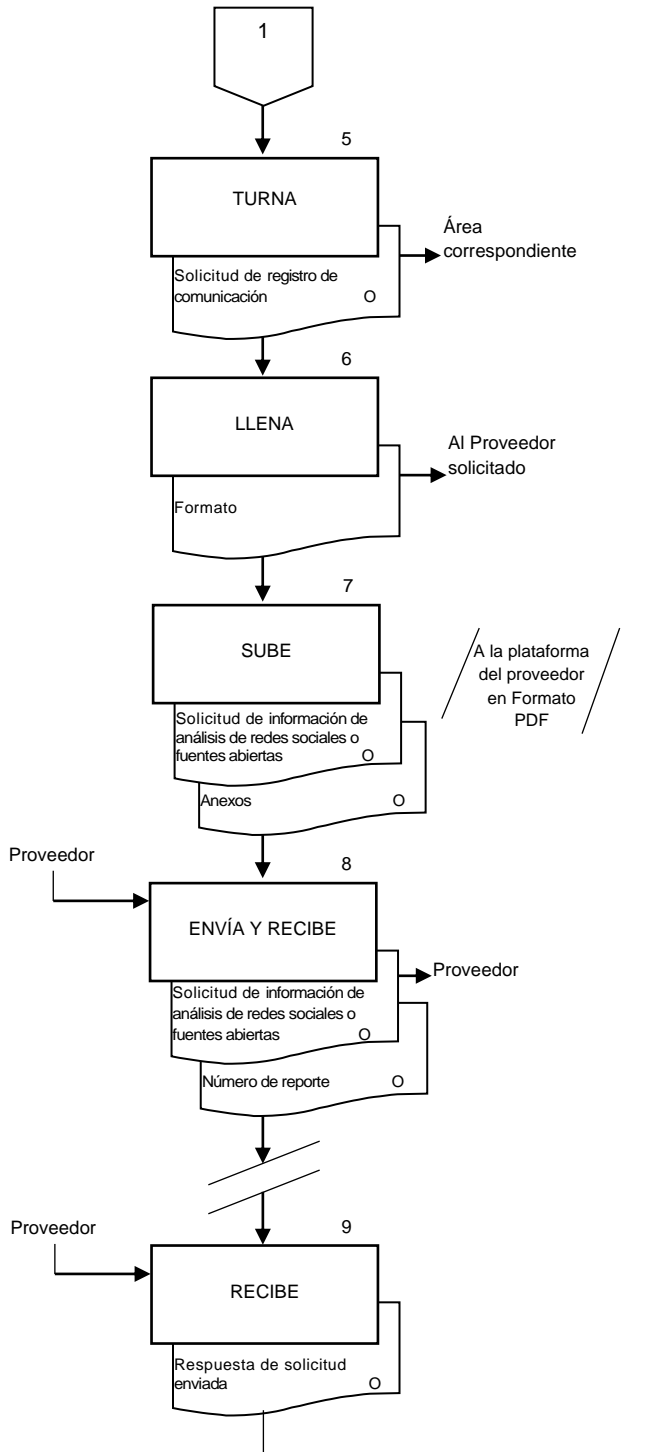 1
5
TURNA
Área
correspondiente
Solicitud de registro de
comunicación O
6
LLENA
Al Proveedor
solicitado
Formato
7
SUBE
A la plataforma
del proveedor
en Formato
PDF
Solicitud de información de
análisis de redes sociales o
fuentes abiertas O
Anexos O
Proveedor
8
ENVÍA Y RECIBE
Proveedor
Solicitud de información de
análisis de redes sociales o
fuentes abiertas O
Número de reporte O
Proveedor
9
RECIBE
Respuesta de solicitud
enviada O